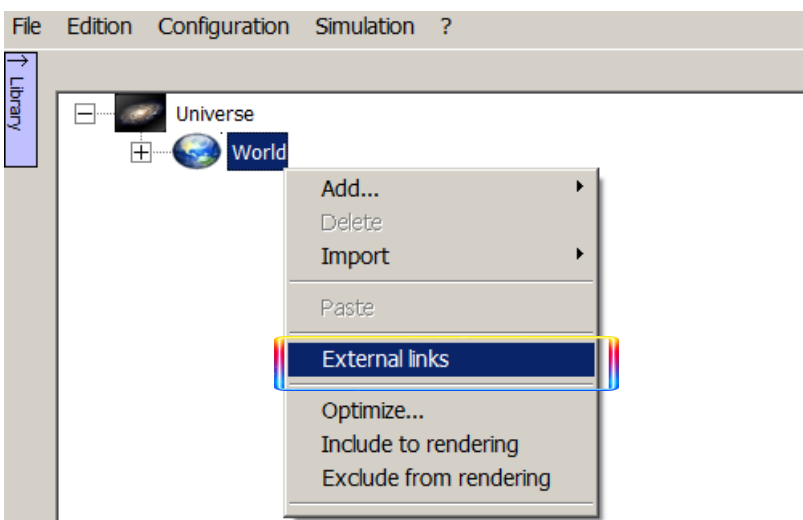 File Edition Configuration Simulation ?
↑ Library
Universe
World
Add...
Delete
Import
Paste
External links
Optimize...
Include to rendering
Exclude from rendering